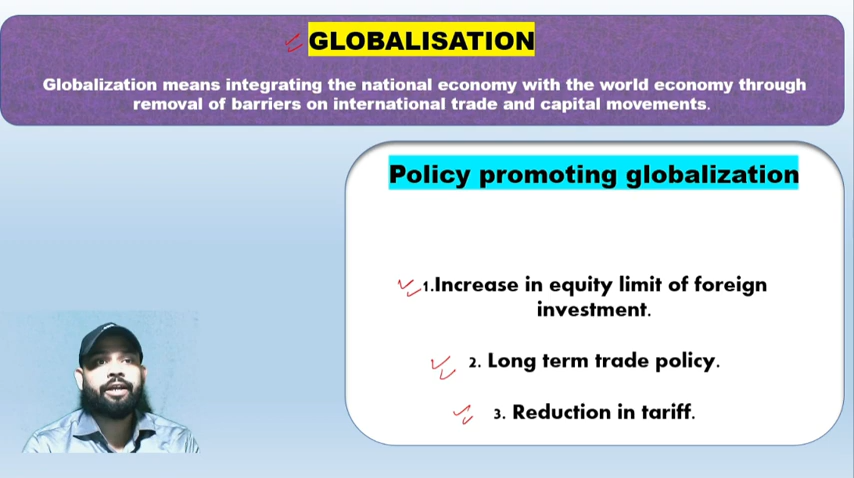 GLOBALISATION
Globalization means integrating the national economy with the world economy through
removal of barriers on international trade and capital movements.
Policy promoting globalization
1.Increase in equity limit of foreign
investment.
2. Long term trade policy.
3. Reduction in tariff.